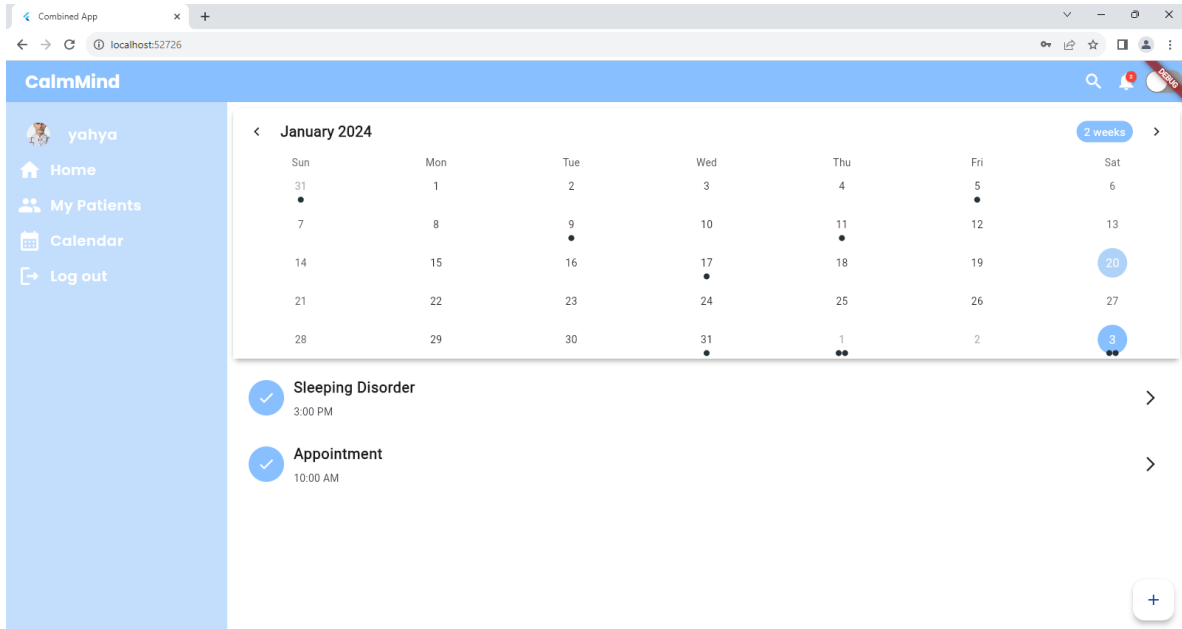 Combined App
localhost:52726
CalmMind
DEBUG
yahya
Home
My Patients
Calendar
Log out
January 2024
2 weeks
Sun Mon Tue Wed Thu Fri Sat
31 1 2 3 4 5 6
7 8 9 10 11 12 13
14 15 16 17 18 19 20
21 22 23 24 25 26 27
28 29 30 31 1 2 3
Sleeping Disorder
3:00 PM
Appointment
10:00 AM